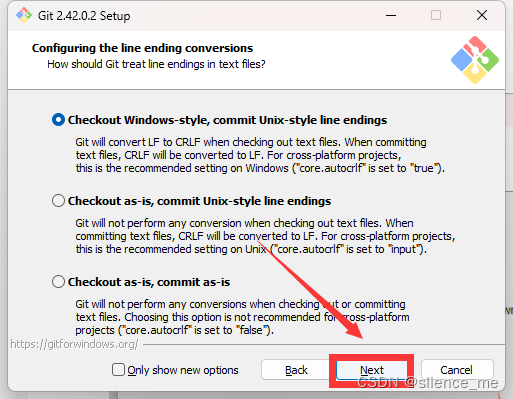 Git 2.42.0.2 Setup
Configuring the line ending conversions
How should Git treat line endings in text files?
Checkout Windows-style, commit Unix-style line endings
Git will convert LF to CRLF when checking out text files. When committing
text files, CRLF will be converted to LF. For cross-platform projects,
this is the recommended setting on Windows ("core.autocrlf" is set to "true").
Checkout as-is, commit Unix-style line endings
Git will not perform any conversion when checking out text files. When
committing text files, CRLF will be converted to LF. For cross-platform projects,
this is the recommended setting on Unix ("core.autocrlf" is set to "input").
Checkout as-is, commit as-is
Git will not perform any conversions when checking out or committing
text files. Choosing this option is not recommended for cross-platform
projects ("core.autocrlf" is set to "false").
https://gitforwindows.org/
Only show new options
Back
Next
Cancel
CSDN @slience_me